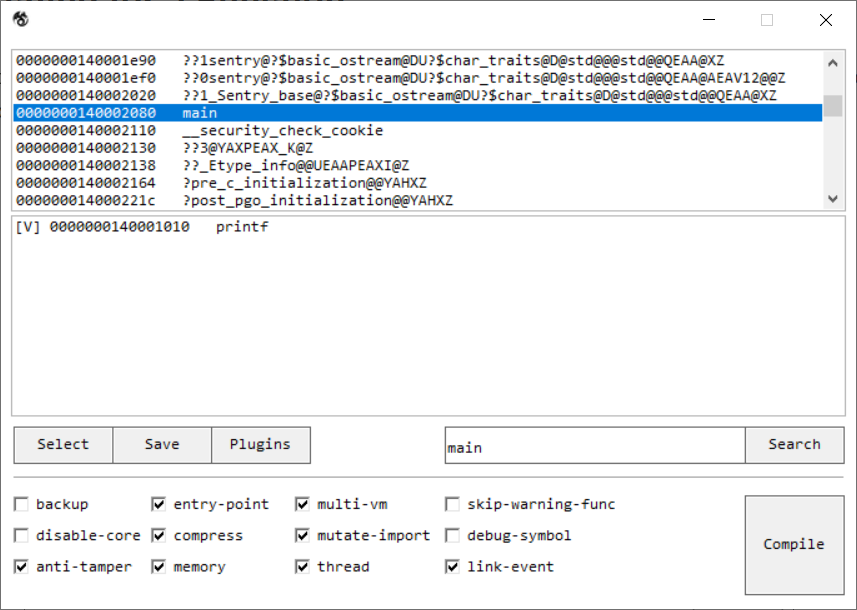 0000000140001e90 ??1sentry@?$basic_ostream@DU?$char_traits@D@std@@@std@@QEAA@XZ
0000000140001ef0 ??0sentry@?$basic_ostream@DU?$char_traits@D@std@@@std@@QEAA@AEAV12@@Z
0000000140002020 ??1_Sentry_base@?$basic_ostream@DU?$char_traits@D@std@@@std@@QEAA@XZ
0000000140002080 main
0000000140002110 __security_check_cookie
0000000140002130 ??3@YAXPEAX_K@Z
0000000140002138 ??_Etype_info@@UEAAPEAXI@Z
0000000140002164 ?pre_c_initialization@@YAHXZ
000000014000221c ?post_pgo_initialization@@YAHXZ
[V] 0000000140001010 printf
Select Save Plugins main Search
backup entry-point multi-vm skip-warning-func
disable-core compress mutate-import debug-symbol
anti-tamper memory thread link-event
Compile